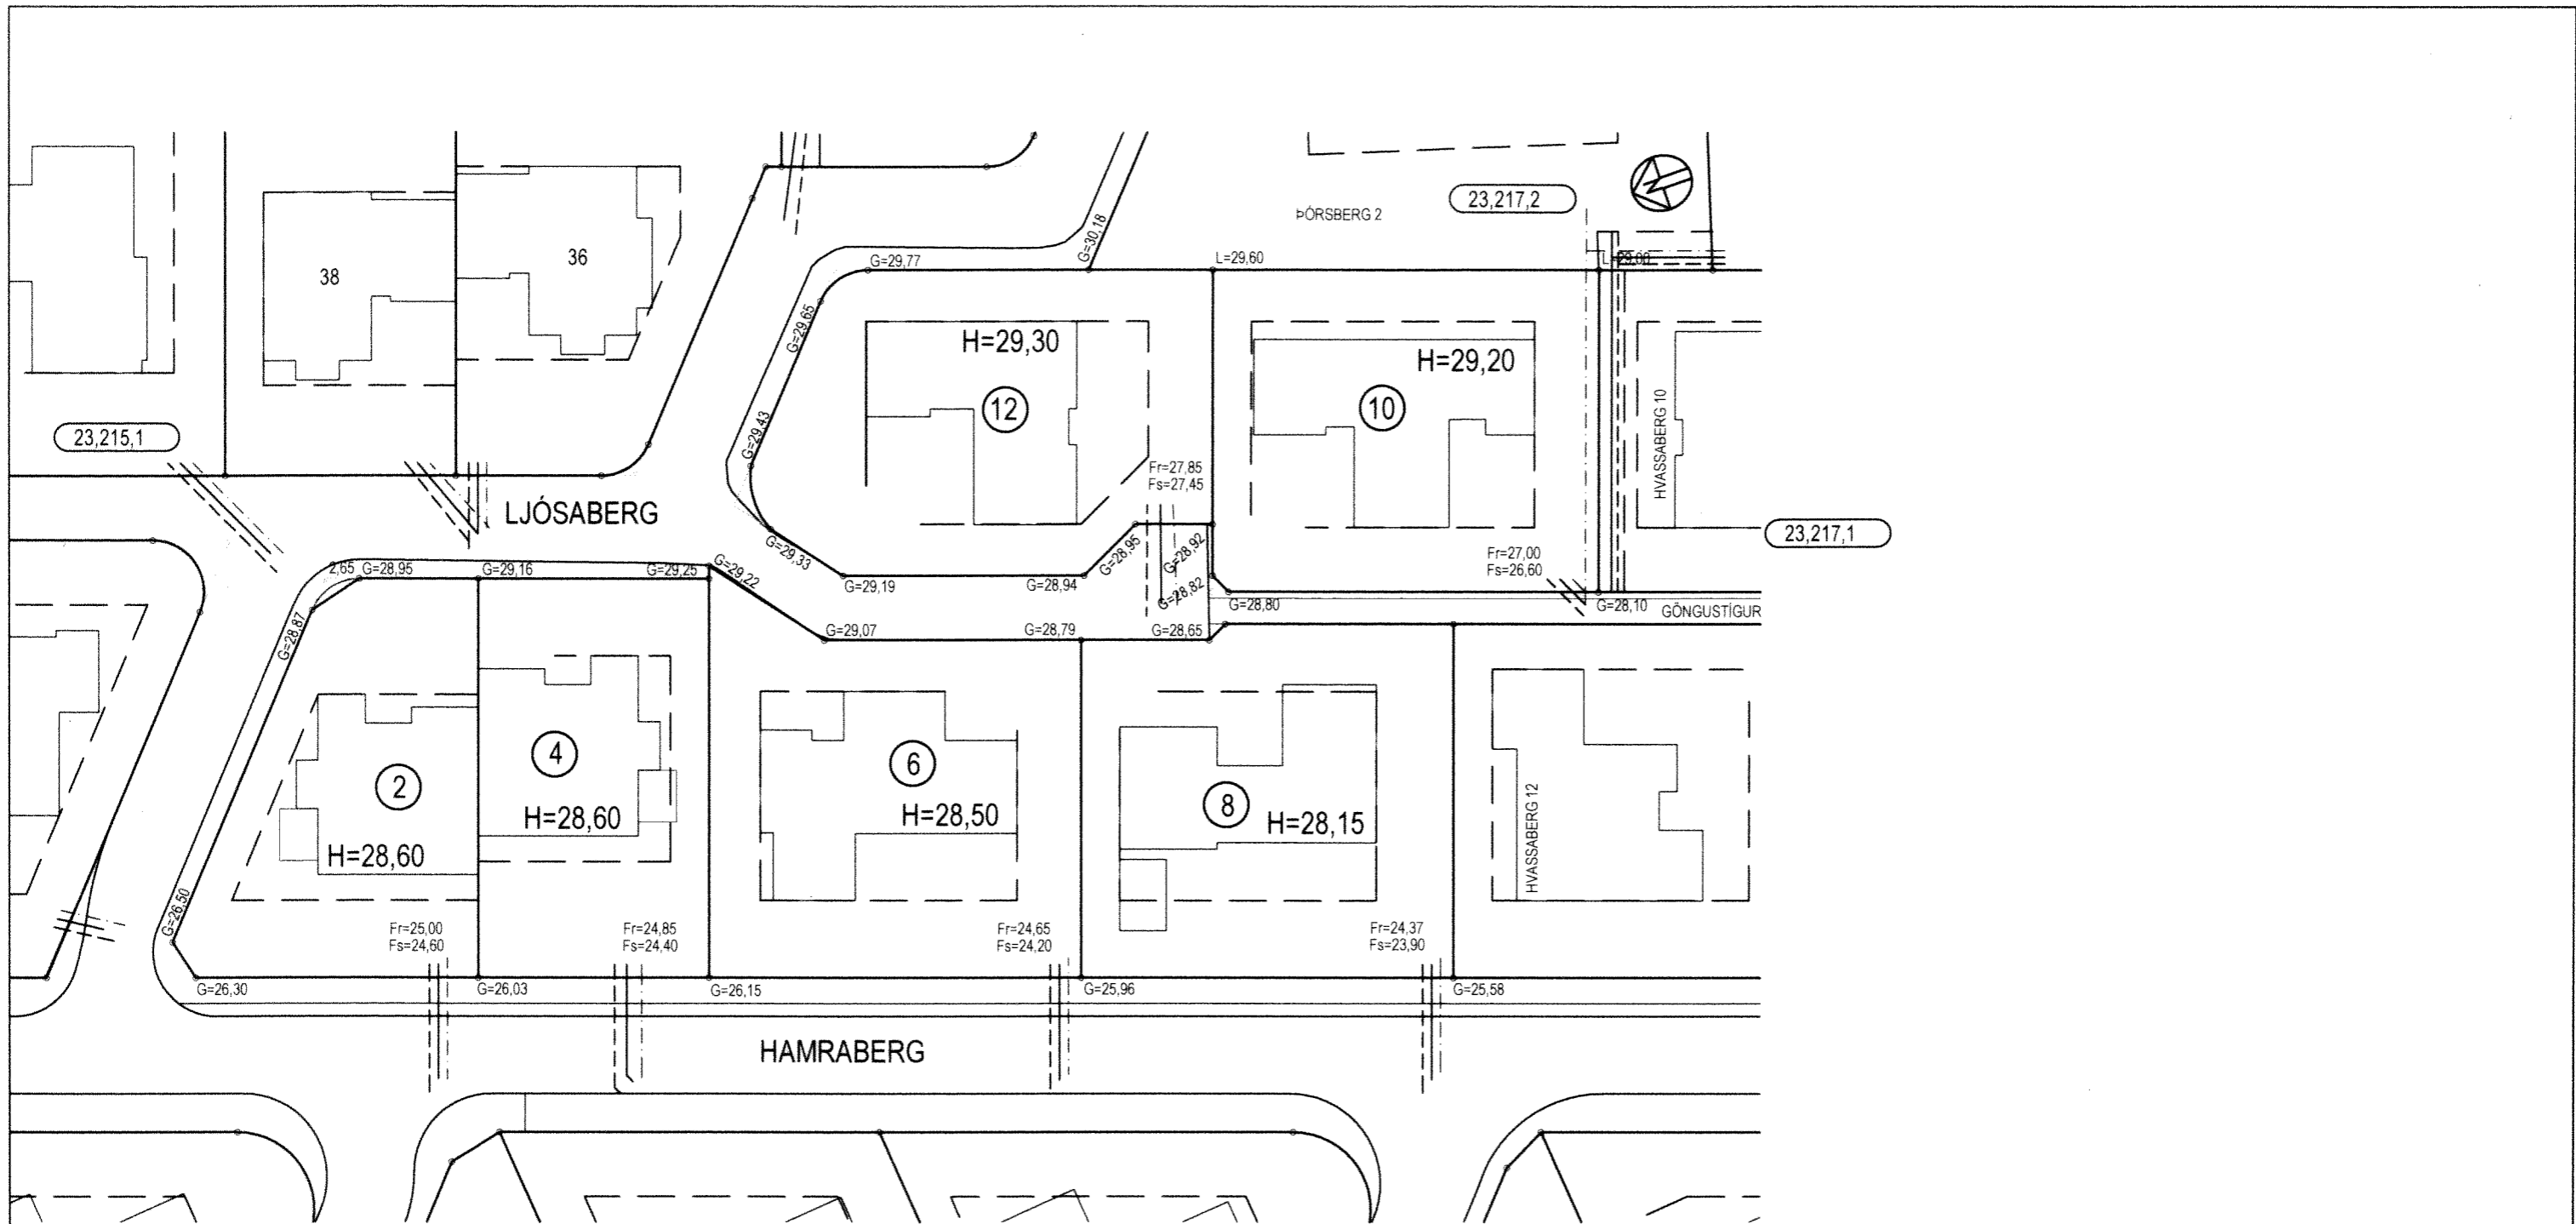 38
36
23,215,1
LJÓSABERG
ÞÓRSBERG 2
23,217,2
G=30,18
G=29,77
L=29,60
L=29,00
G=29,65
G=29,43
H=29,30
12
H=29,20
10
HVASSABERG 10
Fr=27,85
Fs=27,45
23,217,1
G=29,33
G=28,95
G=28,92
Fr=27,00
Fs=26,60
2,65
G=28,95
G=29,16
G=29,25
G=29,22
G=29,19
G=28,94
G=28,82
G=28,80
G=28,10
GÖNGUSTÍGUR
G=28,87
G=29,07
G=28,79
G=28,65
2
H=28,60
4
H=28,60
6
H=28,50
8
H=28,15
HVASSABERG 12
G=26,50
Fr=25,00
Fs=24,60
Fr=24,85
Fs=24,40
Fr=24,65
Fs=24,20
Fr=24,37
Fs=23,90
G=26,30
G=26,03
G=26,15
G=25,96
G=25,58
HAMRABERG